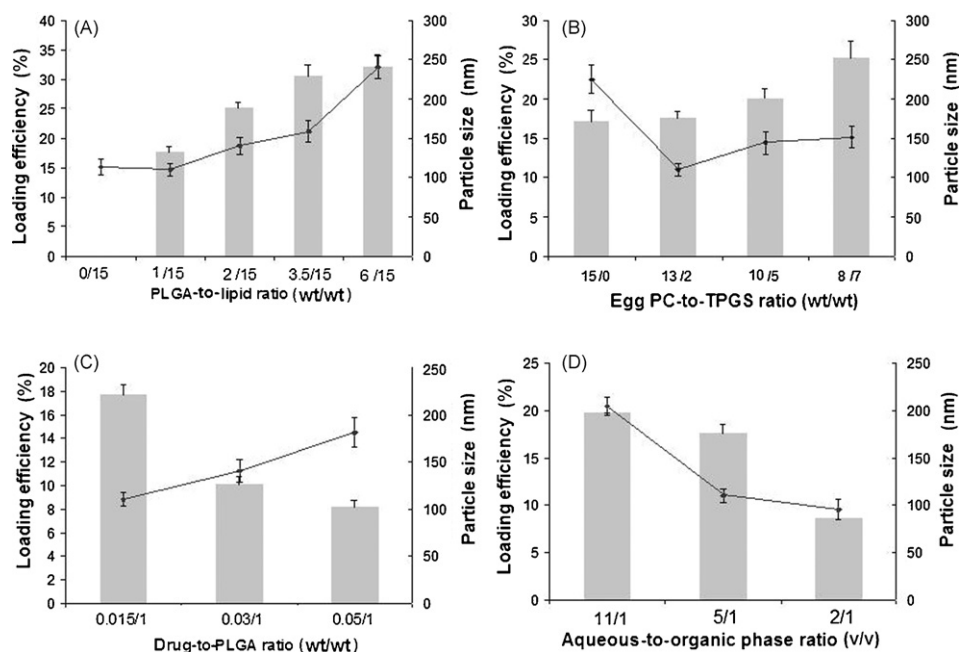 (A)
Loading efficiency (%)
40
35
30
25
20
15
10
5
0
300
250
200
150
100
50
0
Particle size (nm)
0/15 1/15 2/15 3.5/15 6/15
PLGA-to-lipid ratio (wt/wt)
(B)
Loading efficiency (%)
30
25
20
15
10
5
0
300
250
200
150
100
50
0
Particle size (nm)
15/0 13/2 10/5 8/7
Egg PC-to-TPGS ratio (wt/wt)
(C)
Loading efficiency (%)
20
18
16
14
12
10
8
6
4
2
0
250
200
150
100
50
0
Particle size (nm)
0.015/1 0.03/1 0.05/1
Drug-to-PLGA ratio (wt/wt)
(D)
Loading efficiency (%)
25
20
15
10
5
0
250
200
150
100
50
0
Particle size (nm)
11/1 5/1 2/1
Aqueous-to-organic phase ratio (v/v)